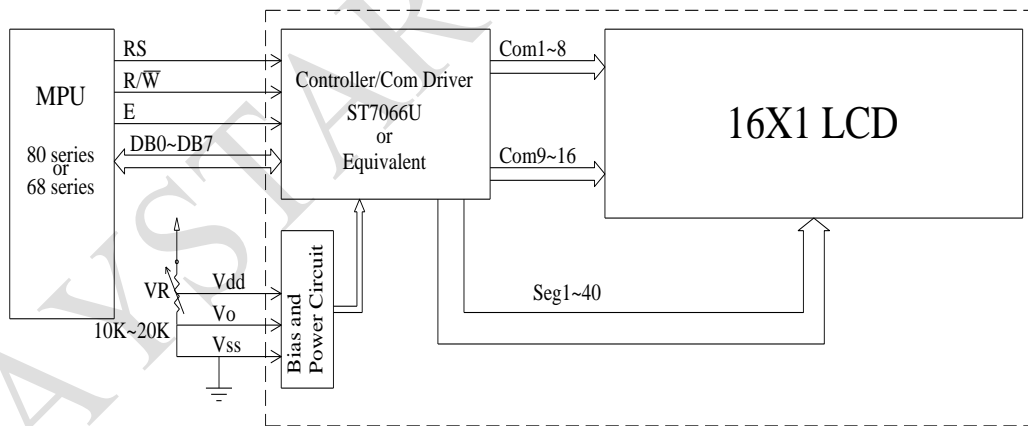 RS
R/W̅
E
DB0~DB7
MPU
80 series
or
68 series
Controller/Com Driver
ST7066U
or
Equivalent
Com1~8
Com9~16
16X1 LCD
VR
10K~20K
Vdd
Vo
Vss
Bias and
Power Circuit
Seg1~40
AYSTAR